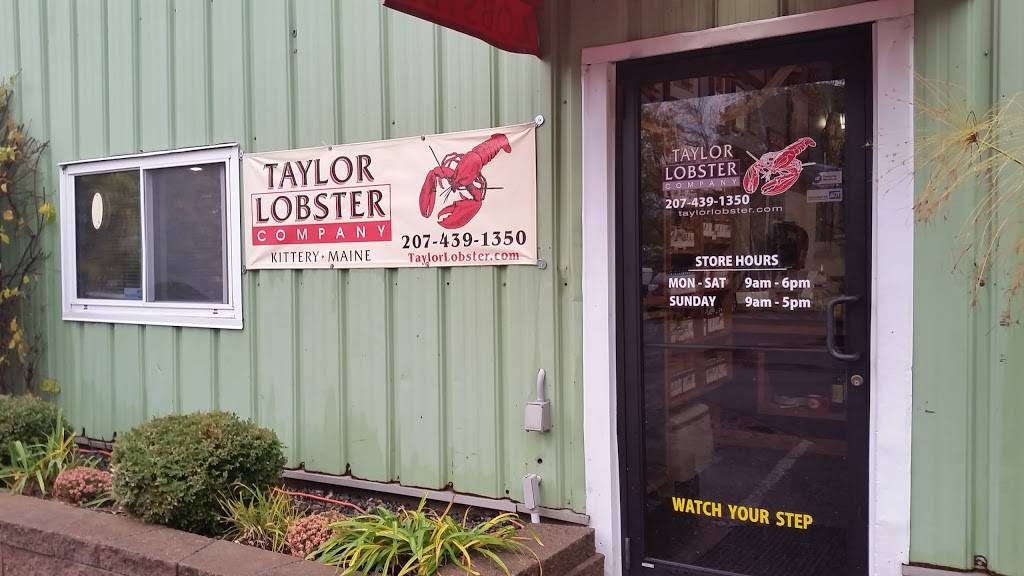 TAYLOR
LOBSTER
COMPANY
KITTERY • MAINE
207-439-1350
TaylorLobster.com
TAYLOR
LOBSTER
COMPANY
207-439-1350
taylorlobster.com
STORE HOURS
MON - SAT 9am - 6pm
SUNDAY 9am - 5pm
WATCH YOUR STEP